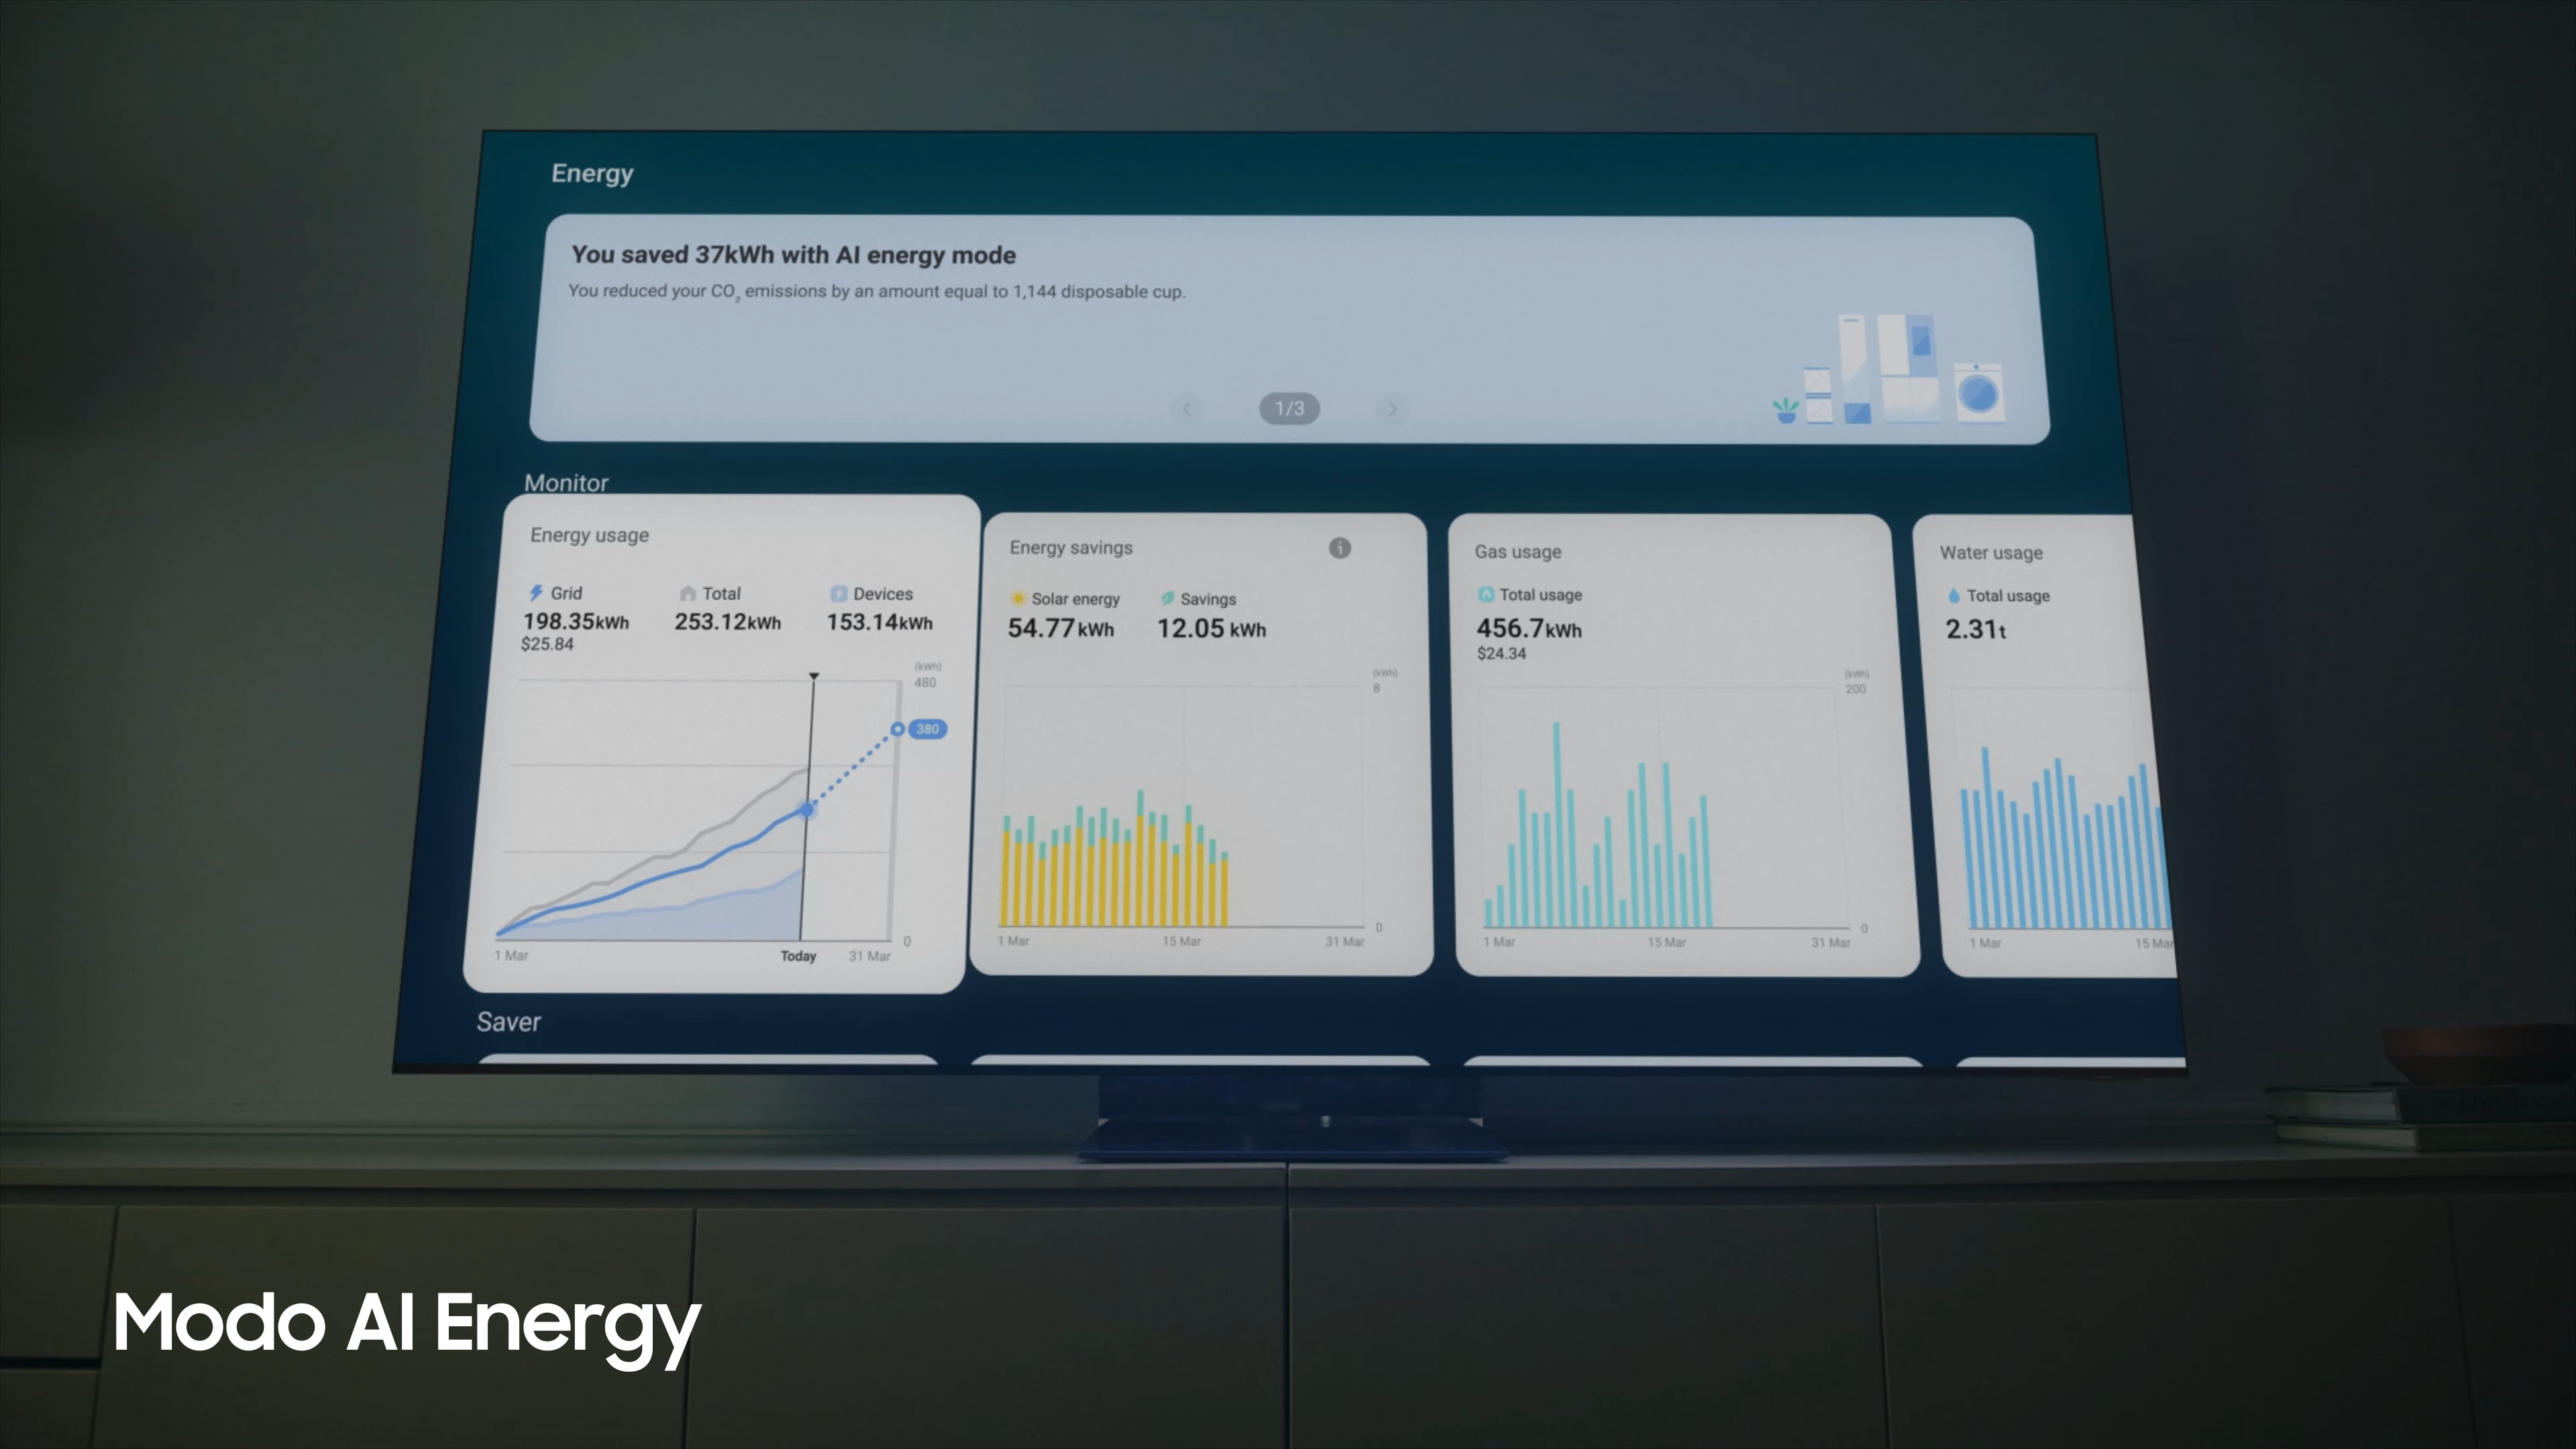 Energy
You saved 37kWh with AI energy mode
You reduced your CO₂ emissions by an amount equal to 1,144 disposable cup.
1/3
Monitor
Energy usage
Grid
198.35kWh
$25.84
Total
253.12kWh
Devices
153.14kWh
(kWh)
480
380
0
1 Mar
Today
31 Mar
Energy savings
Solar energy
54.77kWh
Savings
12.05 kWh
(kWh)
8
0
1 Mar
15 Mar
31 Mar
Gas usage
Total usage
456.7kWh
$24.34
(kWh)
200
0
1 Mar
15 Mar
31 Mar
Water usage
Total usage
2.31t
1 Mar
15 Mar
Saver
Modo AI Energy